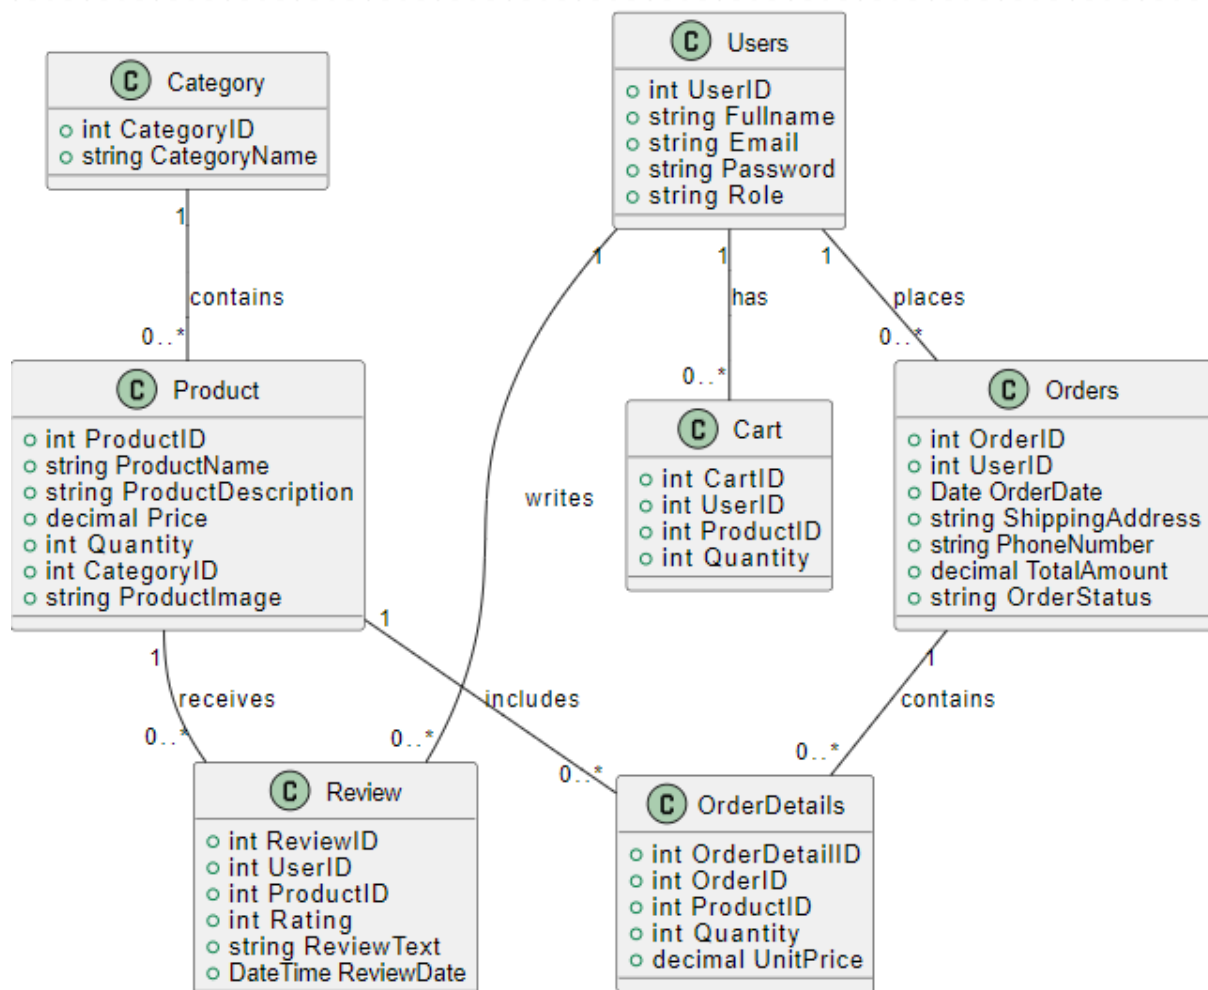 C Category
int CategoryID
string CategoryName
C Users
int UserID
string Fullname
string Email
string Password
string Role
1
1
1
1
contains
has
places
0..*
0..*
0..*
C Product
int ProductID
string ProductName
string ProductDescription
decimal Price
int Quantity
int CategoryID
string ProductImage
C Cart
int CartID
int UserID
int ProductID
int Quantity
C Orders
int OrderID
int UserID
Date OrderDate
string ShippingAddress
string PhoneNumber
decimal TotalAmount
string OrderStatus
writes
1
1
1
receives
includes
contains
0..*
0..*
0..*
0..*
C Review
int ReviewID
int UserID
int ProductID
int Rating
string ReviewText
DateTime ReviewDate
C OrderDetails
int OrderDetailID
int OrderID
int ProductID
int Quantity
decimal UnitPrice